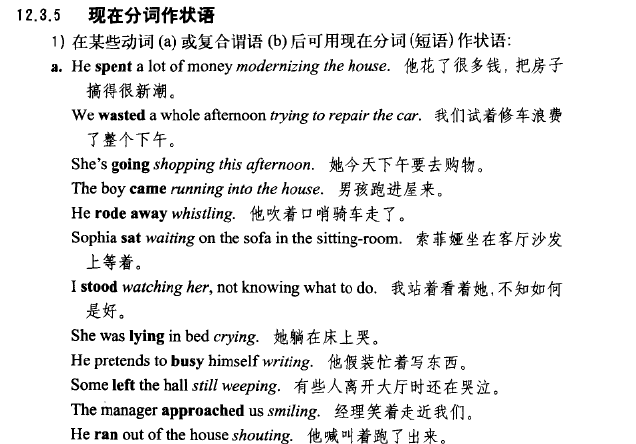 12.3.5 现在分词作状语
1) 在某些动词 (a) 或复合谓语 (b) 后可用现在分词(短语)作状语:
a. He spent a lot of money modernizing the house. 他花了很多钱, 把房子
搞得很新潮。
We wasted a whole afternoon trying to repair the car. 我们试着修车浪费
了整个下午。
She's going shopping this afternoon. 她今天下午要去购物。
The boy came running into the house. 男孩跑进屋来。
He rode away whistling. 他吹着口哨骑车走了。
Sophia sat waiting on the sofa in the sitting-room. 索菲娅坐在客厅沙发
上等着。
I stood watching her, not knowing what to do. 我站着看着她, 不知如何
是好。
She was lying in bed crying. 她躺在床上哭。
He pretends to busy himself writing. 他假装忙着写东西。
Some left the hall still weeping. 有些人离开大厅时还在哭泣。
The manager approached us smiling. 经理笑着走近我们。
He ran out of the house shouting. 他喊叫着跑了出来。